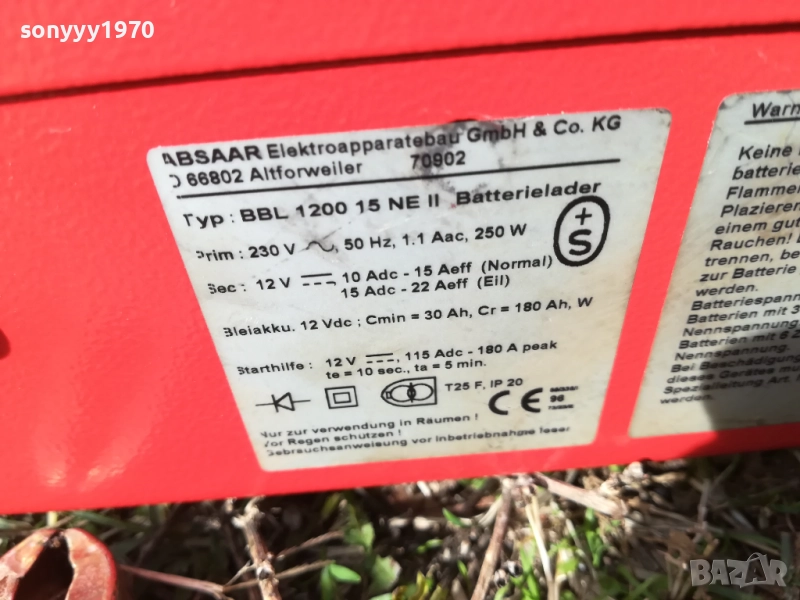 sonyyy1970
ABSAAR Elektroapparatebau GmbH & Co. KG
D 66802 Altforweiler 70902
Typ : BBL 1200 15 NE II Batterielader
Prim : 230 V ~, 50 Hz, 1.1 Aac, 250 W
Sec : 12 V 10 Adc - 15 Aeff (Normal)
15 Adc - 22 Aeff (Eil)
+
S
Bleiakku. 12 Vdc ; Cmin = 30 Ah, Cr = 180 Ah, W
Starthilfe : 12 V , 115 Adc - 180 A peak
te = 10 sec., ta = 5 min.
T25 F, IP 20
CE
96
Nur zur verwendung in Räumen !
Vor Regen schutzen !
Gebrauchsanweisung vor Inbetriebnahme lesen
Warn
Keine
batterie
Flammen
Plazieren
einem gut
Rauchen!
trennen, be
zur Batterie
werden.
Batteriespann
Batterien mit 3
Nennspannung
Batterien mit 6 Z
Nennspannung.
Bei Beschädigung
dieses Gerätes mu
Spezialleitung Art.
werden.
BAZAR